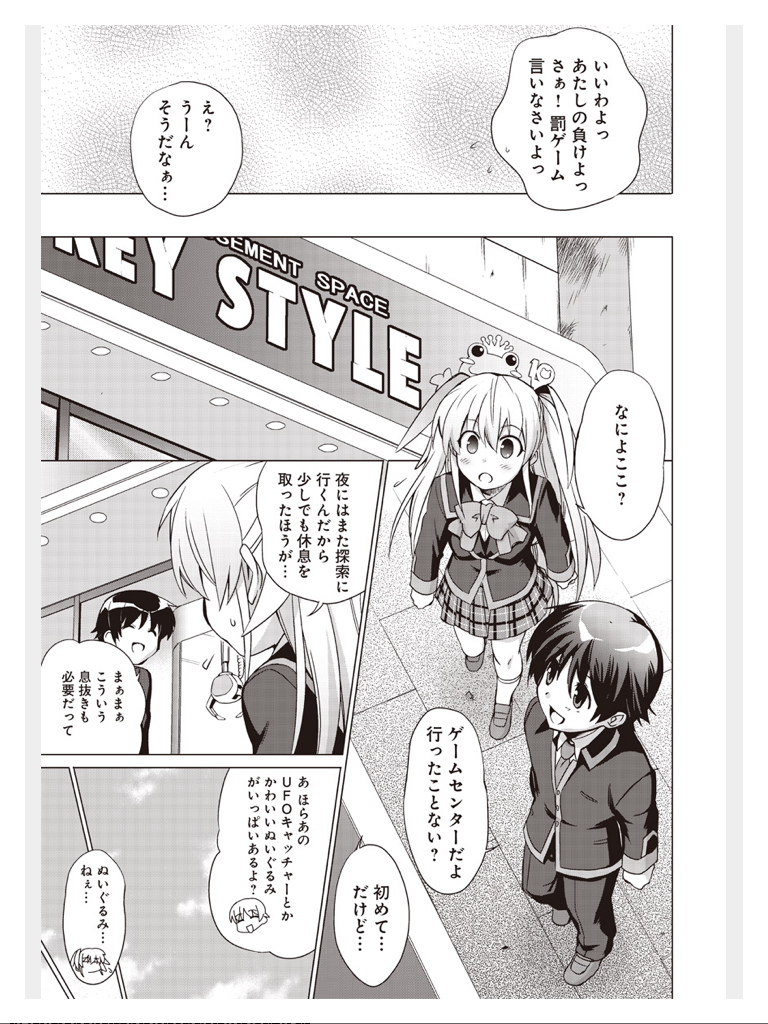 いいわよっ
あたしの負けよっ
さぁ！罰ゲーム
言いなさいよっ
え？
うーん
そうだなぁ…
KEY STYLE
SEMENT SPACE
なによここ？
ゲームセンターだよ
行ったことない？
初めて…
だけど…
夜にはまた探索に
行くんだから
少しでも休息を
取ったほうが…
まぁまぁ
こういう
息抜きも
必要だって
あ ほらあの
UFOキャッチャーとか
かわいいぬいぐるみ
がいっぱいあるよ？
ぬいぐるみ…
ねぇ…